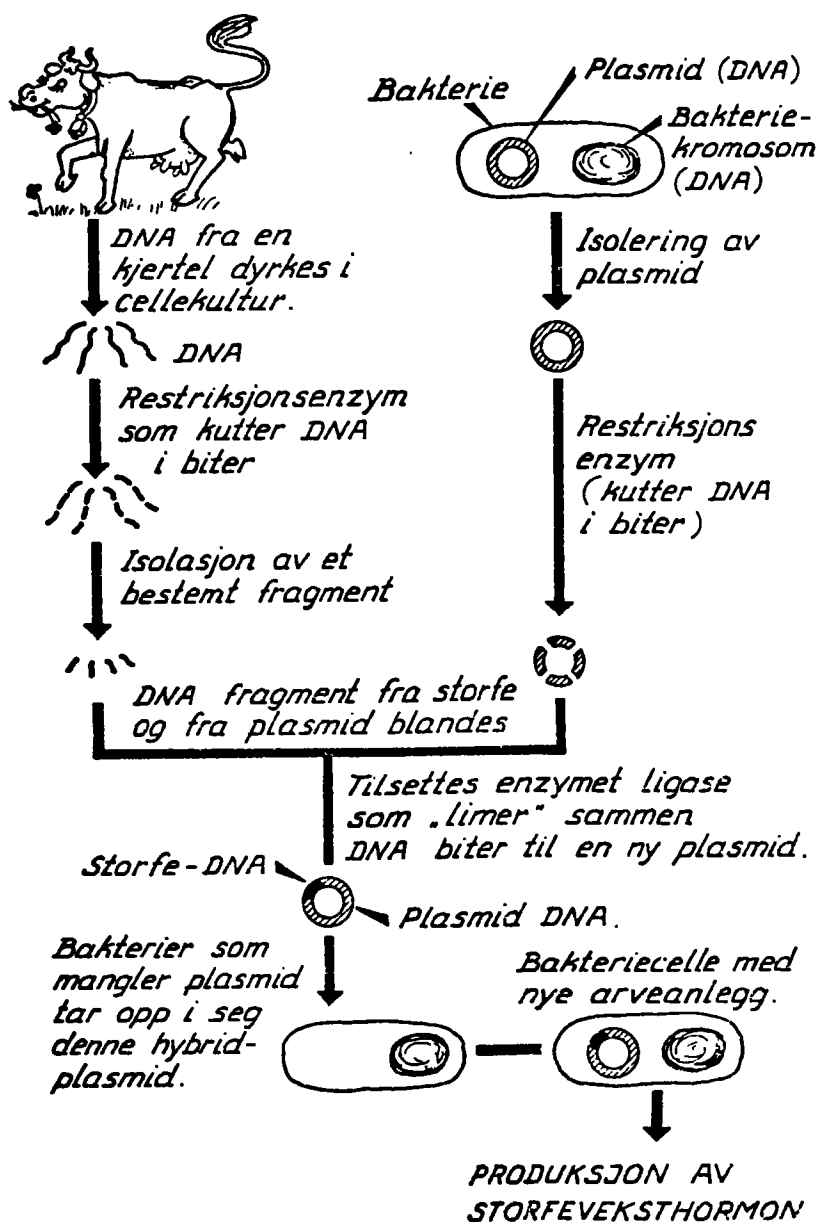 Plasmid (DNA)
Bakterie
Bakterie-
kromosom
(DNA)
DNA fra en
kjertel dyrkes i
cellekultur.
Isolering av
plasmid
DNA
Restriksjonsenzym
som kutter DNA
i biter
Restriksjons
enzym
(kutter DNA
i biter)
Isolasjon av et
bestemt fragment
DNA fragment fra storfe
og fra plasmid blandes
Tilsettes enzymet ligase
som „limer" sammen
DNA biter til en ny plasmid.
Storfe-DNA
Plasmid DNA.
Bakterier som
mangler plasmid
tar opp i seg
denne hybrid-
plasmid.
Bakteriecelle med
nye arveanlegg.
PRODUKSJON AV
STORFEVEKSTHORMON